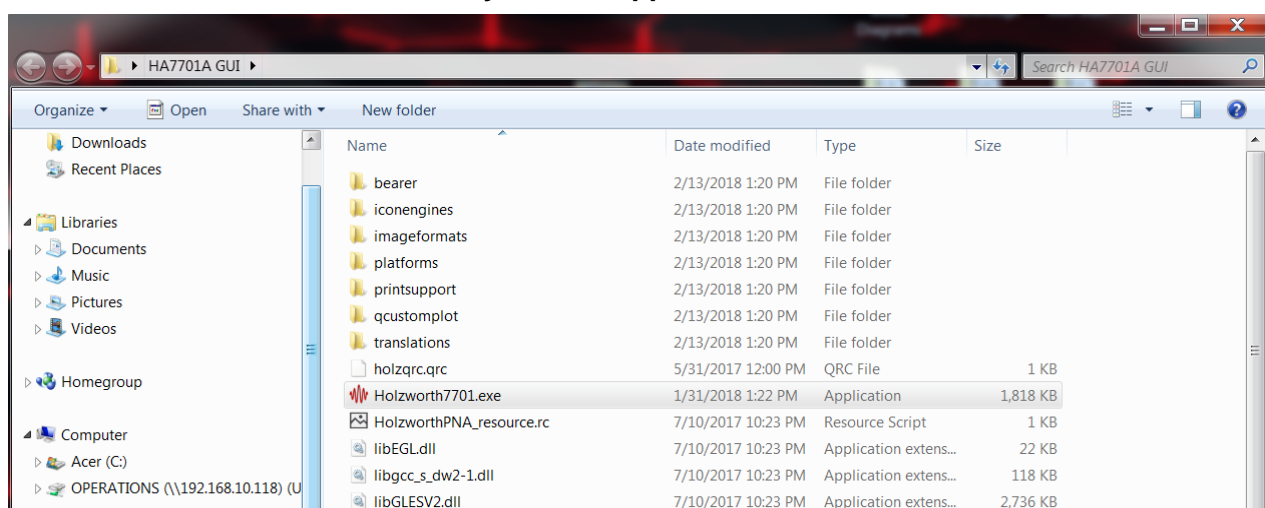 HA7701A GUI
Search HA7701A GUI
Organize Open Share with New folder
Downloads
Recent Places
Libraries
Documents
Music
Pictures
Videos
Homegroup
Computer
Acer (C:)
OPERATIONS (\\192.168.10.118) (U
Name Date modified Type Size
bearer 2/13/2018 1:20 PM File folder
iconengines 2/13/2018 1:20 PM File folder
imageformats 2/13/2018 1:20 PM File folder
platforms 2/13/2018 1:20 PM File folder
printsupport 2/13/2018 1:20 PM File folder
qcustomplot 2/13/2018 1:20 PM File folder
translations 2/13/2018 1:20 PM File folder
holzqrc.qrc 5/31/2017 12:00 PM QRC File 1 KB
Holzworth7701.exe 1/31/2018 1:22 PM Application 1,818 KB
HolzworthPNA_resource.rc 7/10/2017 10:23 PM Resource Script 1 KB
libEGL.dll 7/10/2017 10:23 PM Application extens... 22 KB
libgcc_s_dw2-1.dll 7/10/2017 10:23 PM Application extens... 118 KB
libGLESV2.dll 7/10/2017 10:23 PM Application extens... 2,736 KB